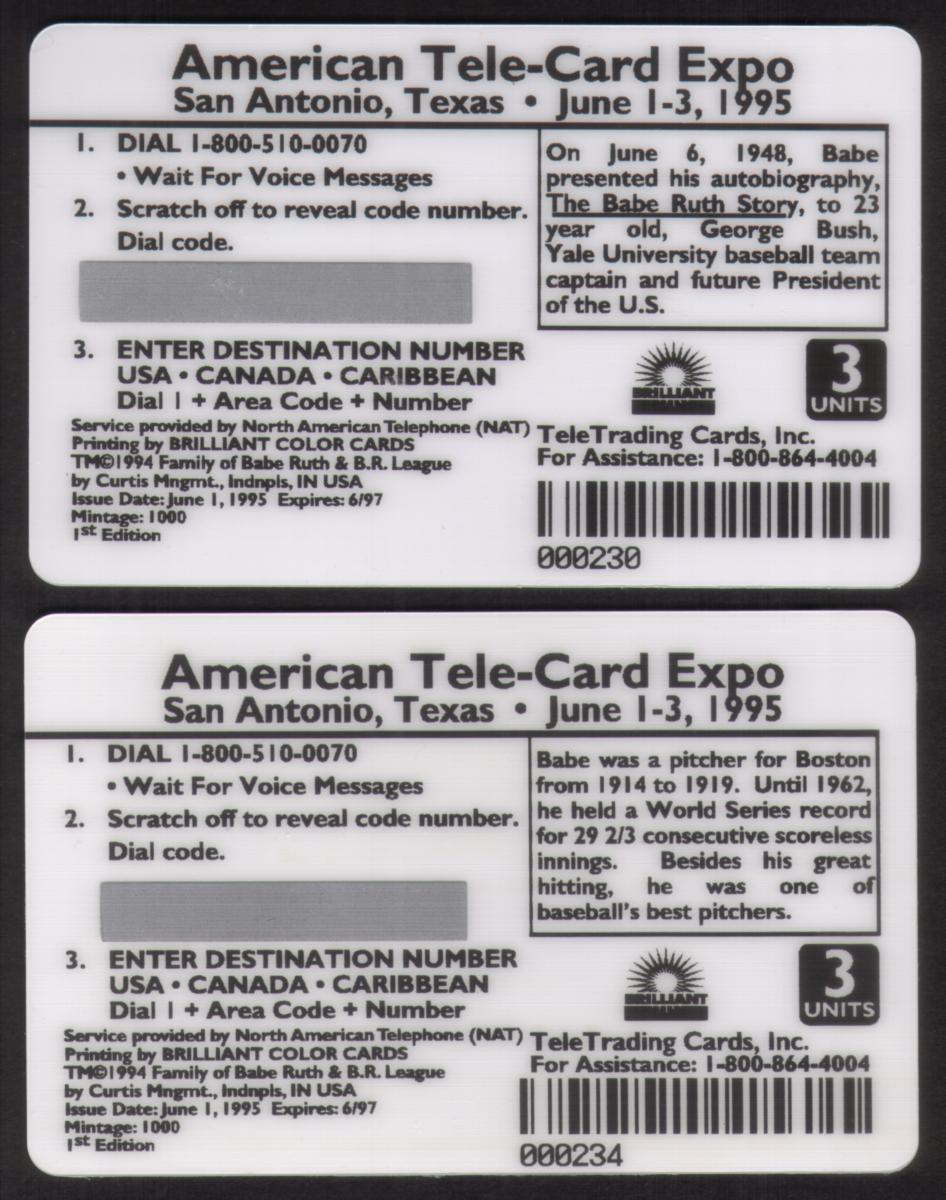 American Tele-Card Expo
San Antonio, Texas • June 1-3, 1995
1. DIAL 1-800-510-0070
• Wait For Voice Messages
2. Scratch off to reveal code number.
Dial code.
3. ENTER DESTINATION NUMBER
USA • CANADA • CARIBBEAN
Dial 1 + Area Code + Number
Service provided by North American Telephone (NAT)
Printing by BRILLIANT COLOR CARDS
TM©1994 Family of Babe Ruth & B.R. League
by Curtis Mngmt., Indnpls, IN USA
Issue Date: June 1, 1995 Expires: 6/97
Mintage: 1000
1st Edition
On June 6, 1948, Babe
presented his autobiography,
The Babe Ruth Story, to 23
year old, George Bush,
Yale University baseball team
captain and future President
of the U.S.
BRILLIANT
3
UNITS
TeleTrading Cards, Inc.
For Assistance: 1-800-864-4004
000230
American Tele-Card Expo
San Antonio, Texas • June 1-3, 1995
1. DIAL 1-800-510-0070
• Wait For Voice Messages
2. Scratch off to reveal code number.
Dial code.
3. ENTER DESTINATION NUMBER
USA • CANADA • CARIBBEAN
Dial 1 + Area Code + Number
Service provided by North American Telephone (NAT)
Printing by BRILLIANT COLOR CARDS
TM©1994 Family of Babe Ruth & B.R. League
by Curtis Mngmt., Indnpls, IN USA
Issue Date: June 1, 1995 Expires: 6/97
Mintage: 1000
1st Edition
Babe was a pitcher for Boston
from 1914 to 1919. Until 1962,
he held a World Series record
for 29 2/3 consecutive scoreless
innings. Besides his great
hitting, he was one of
baseball's best pitchers.
BRILLIANT
3
UNITS
TeleTrading Cards, Inc.
For Assistance: 1-800-864-4004
000234